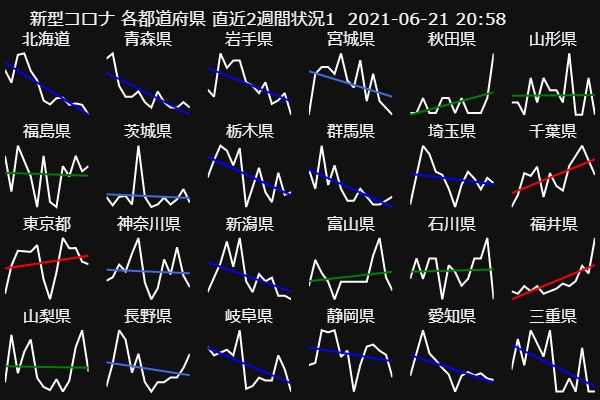 新型コロナ 各都道府県 直近2週間状況1 2021-06-21 20:58
北海道 青森県 岩手県 宮城県 秋田県 山形県
福島県 茨城県 栃木県 群馬県 埼玉県 千葉県
東京都 神奈川県 新潟県 富山県 石川県 福井県
山梨県 長野県 岐阜県 静岡県 愛知県 三重県